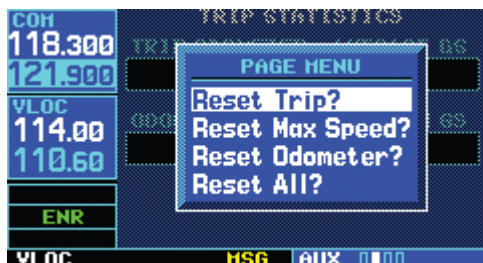 COM
118.300
121.900
VLOC
114.00
110.60
ENR
VLOC
MSG
AUX
TRIP STATISTICS
GS
PAGE MENU
Reset Trip?
Reset Max Speed?
Reset Odometer?
Reset All?
GS